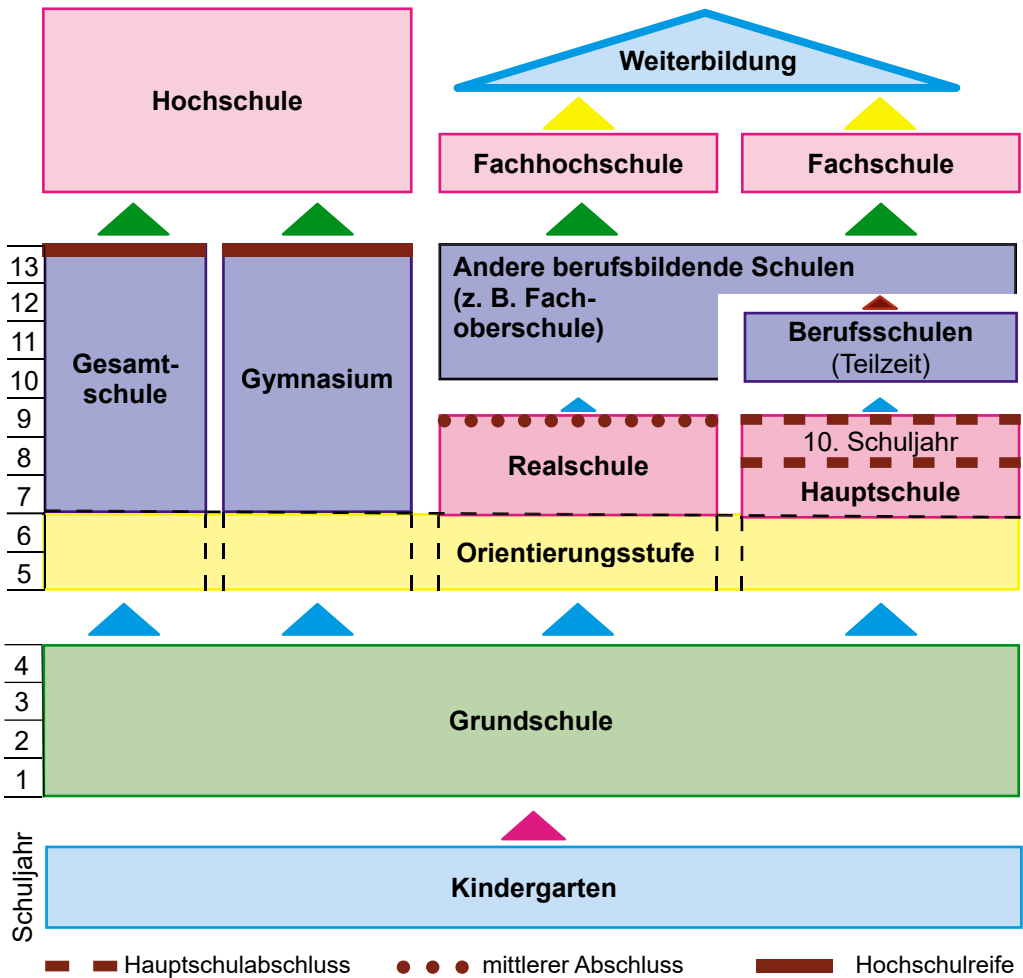 Weiterbildung
Hochschule
Fachhochschule
Fachschule
13
12
11
10
9
8
7
6
5
4
3
2
1
Schuljahr
Gesamt-
schule
Gymnasium
Andere berufsbildende Schulen
(z. B. Fach-
oberschule)
Berufsschulen
(Teilzeit)
Realschule
10. Schuljahr
Hauptschule
Orientierungsstufe
Grundschule
Kindergarten
Hauptschulabschluss
mittlerer Abschluss
Hochschulreife